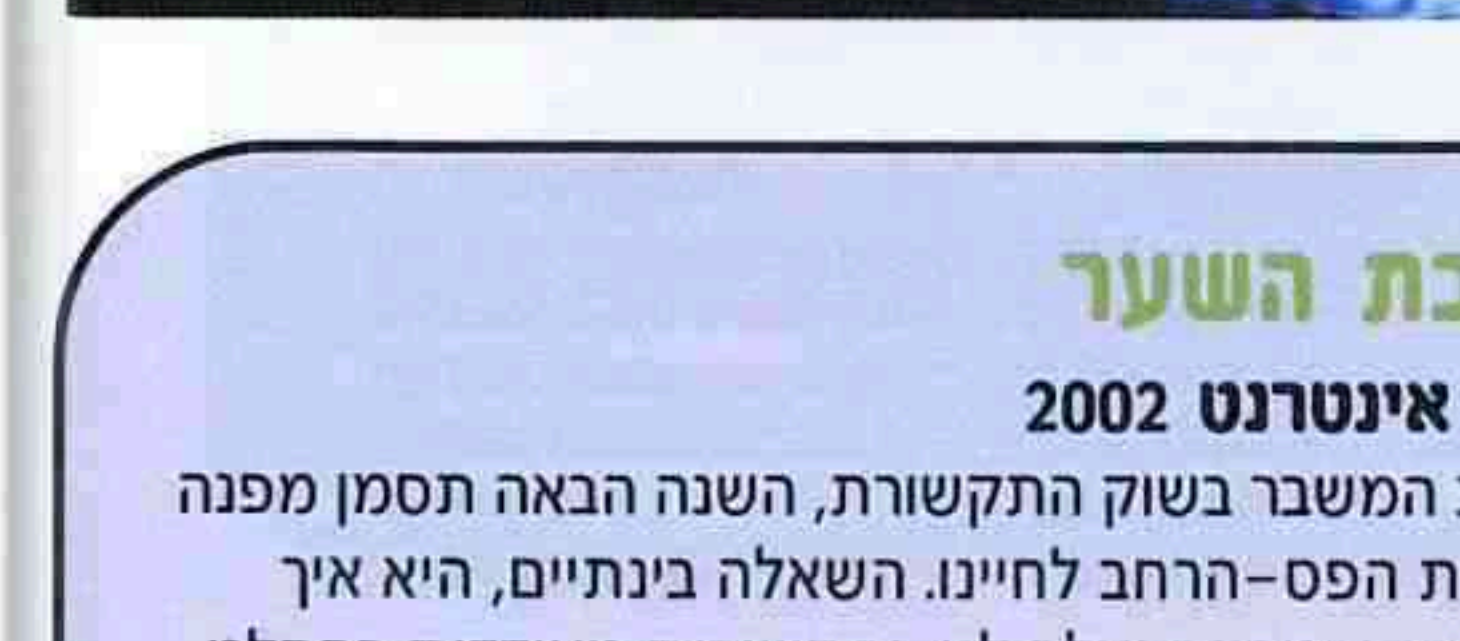 השער
אינטרנט 2002
המשבר בשוק התקשורת, השנה הבאה תסמן מפנה
הפס-הרחב לחיינו. השאלה בינתיים, היא איך